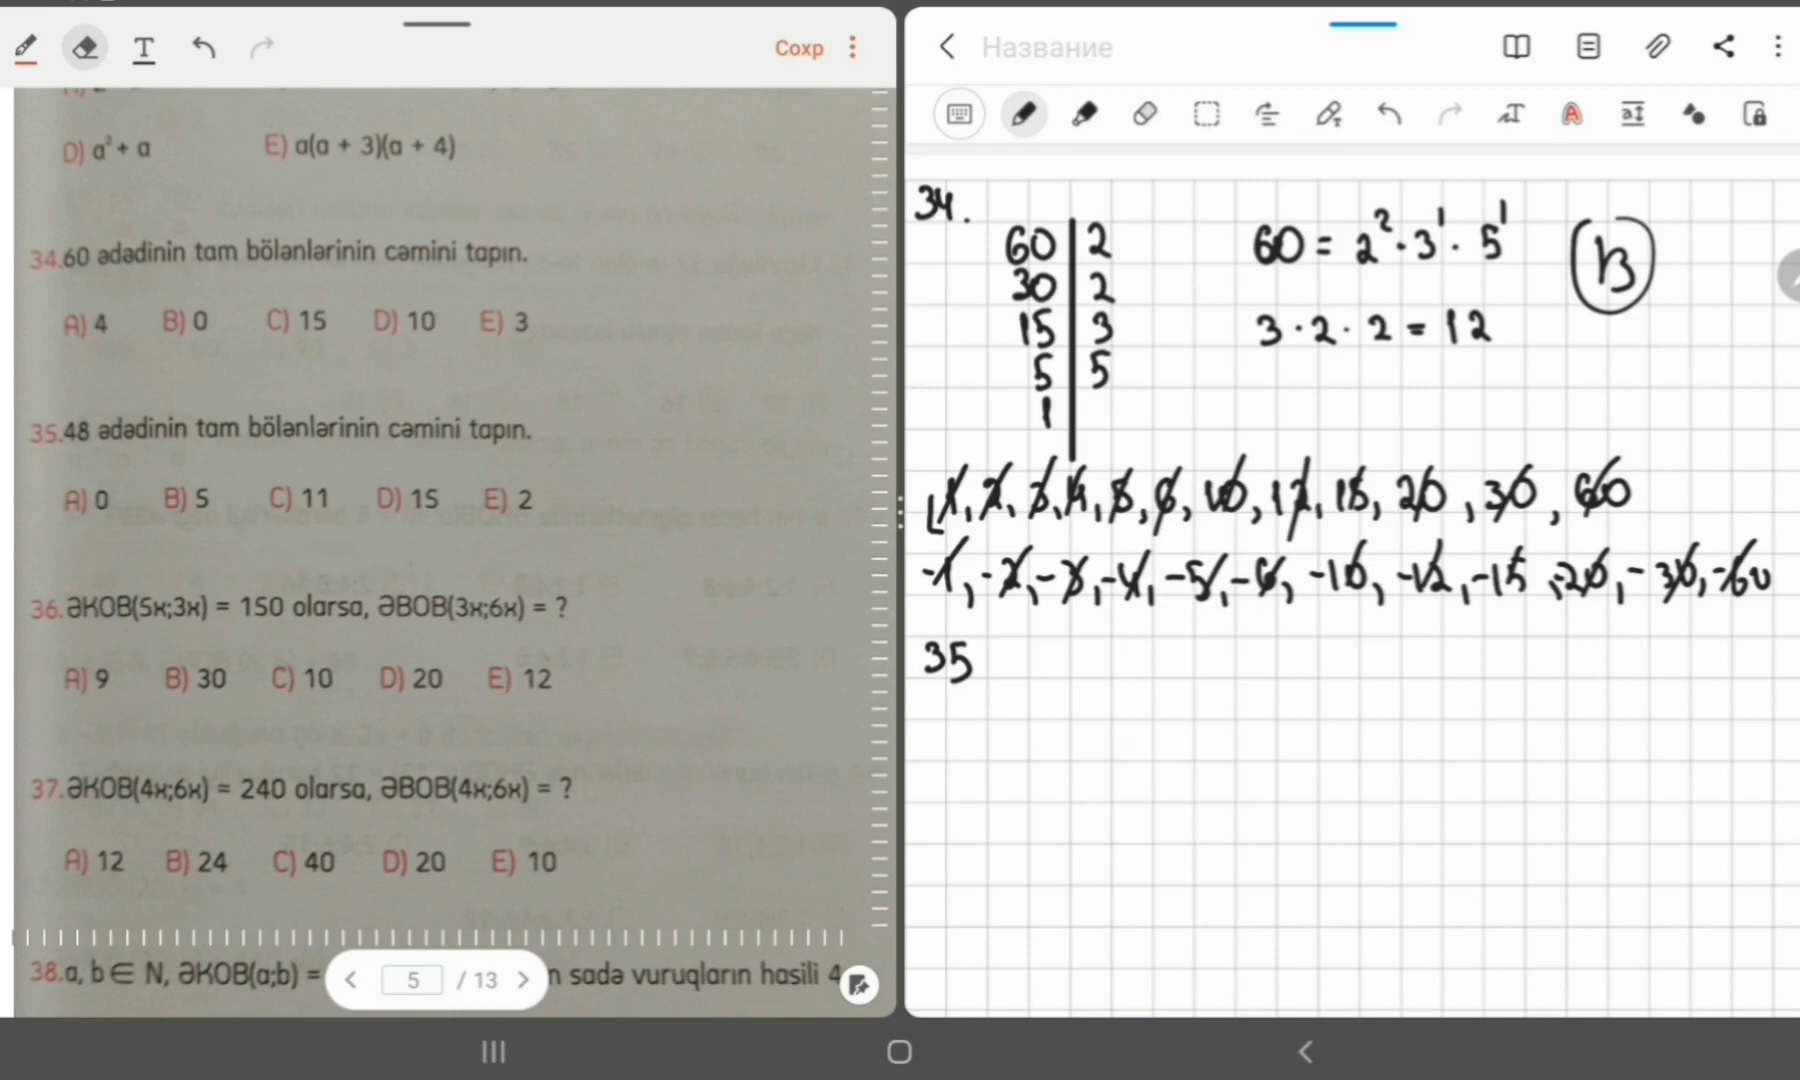 Сохр
D) a² + a E) a(a + 3)(a + 4)
34.60 ədədinin tam bölənlərinin cəmini tapın.
A) 4 B) 0 C) 15 D) 10 E) 3
35.48 ədədinin tam bölənlərinin cəmini tapın.
A) 0 B) 5 C) 11 D) 15 E) 2
36.ƏKOB(5x;3x) = 150 olarsa, ƏBOB(3x;6x) = ?
A) 9 B) 30 C) 10 D) 20 E) 12
37.ƏKOB(4x;6x) = 240 olarsa, ƏBOB(4x;6x) = ?
A) 12 B) 24 C) 40 D) 20 E) 10
38.a, b ∈ N, ƏKOB(a;b) =
5 / 13
sadə vuruqların hasili 4
Название
34.
60 | 2
30 | 2
15 | 3
5 | 5
1
60 = 2² · 3¹ · 5¹
B
3 · 2 · 2 = 12
1, 2, 3, 4, 5, 6, 10, 12, 15, 20, 30, 60
-1, -2, -3, -4, -5, -6, -10, -12, -15, -20, -30, -60
35